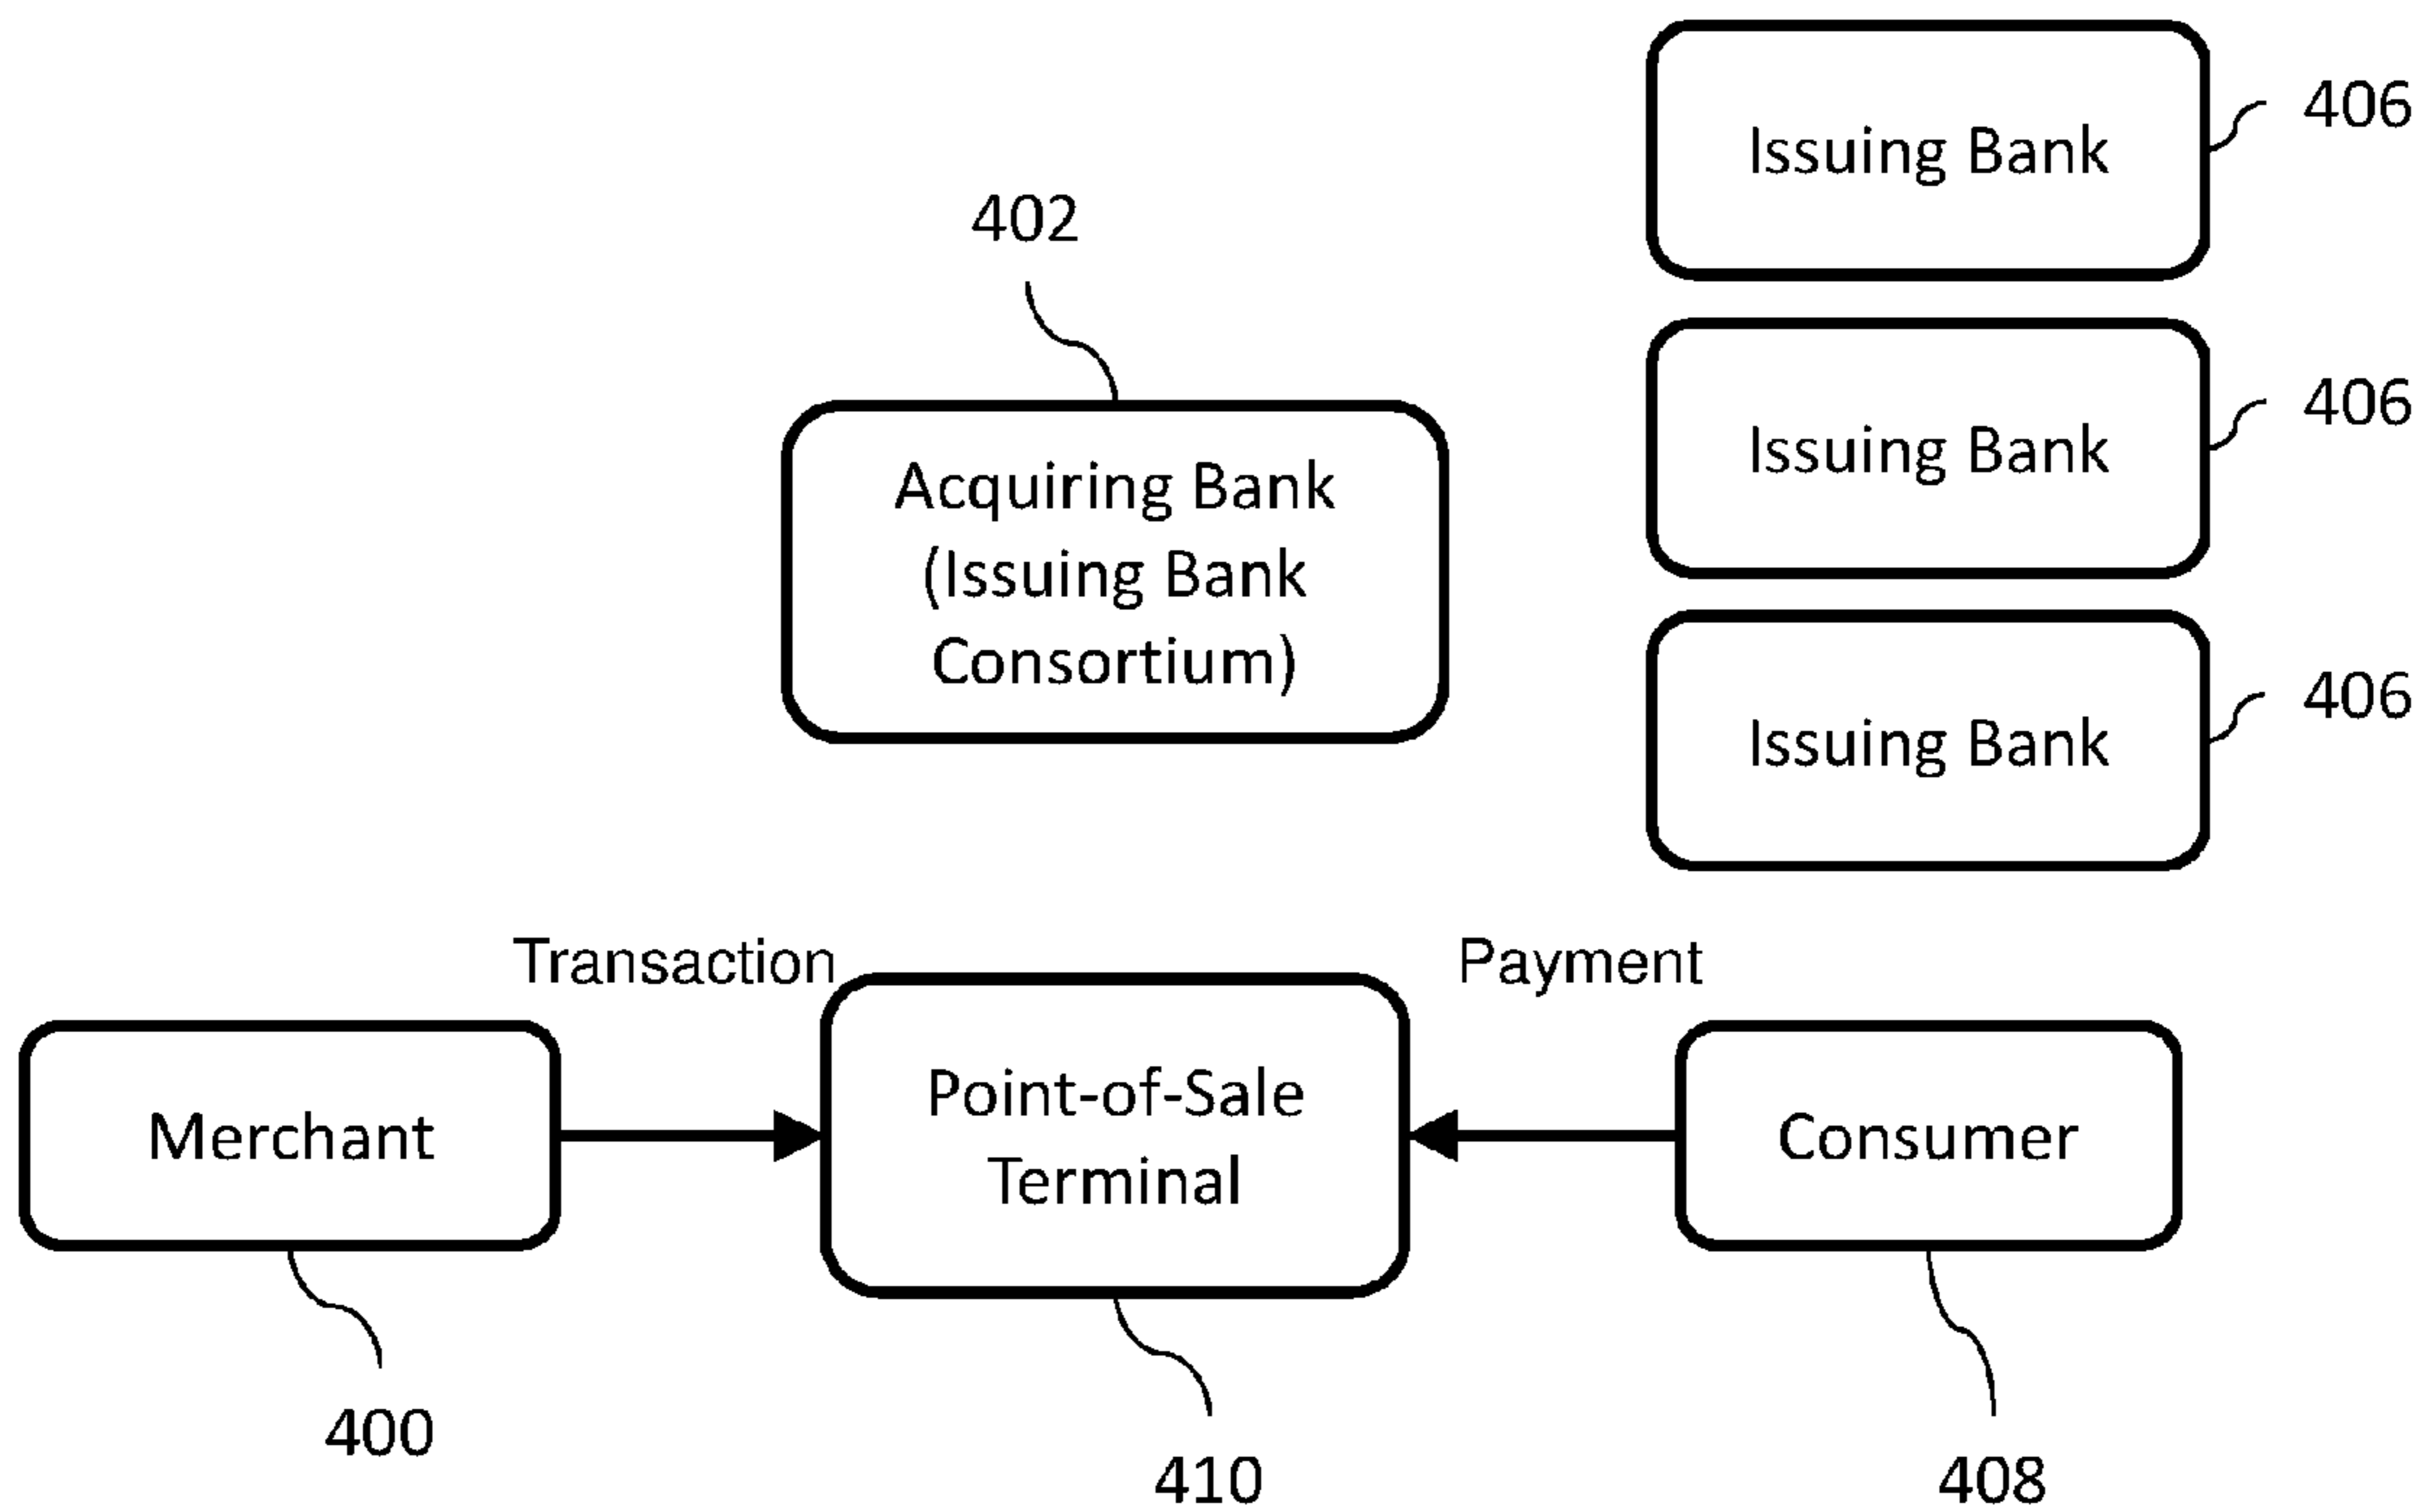 406
Issuing Bank
402
406
Issuing Bank
Acquiring Bank
(Issuing Bank
Consortium)
406
Issuing Bank
Transaction
Payment
Merchant
Point-of-Sale
Terminal
Consumer
400
410
408